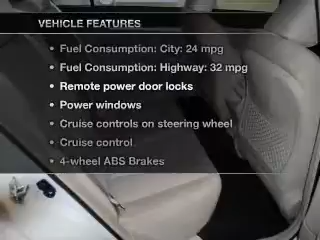 VEHICLE FEATURES
• Fuel Consumption: City: 24 mpg
• Fuel Consumption: Highway: 32 mpg
• Remote power door locks
• Power windows
• Cruise controls on steering wheel
• Cruise control
• 4-wheel ABS Brakes